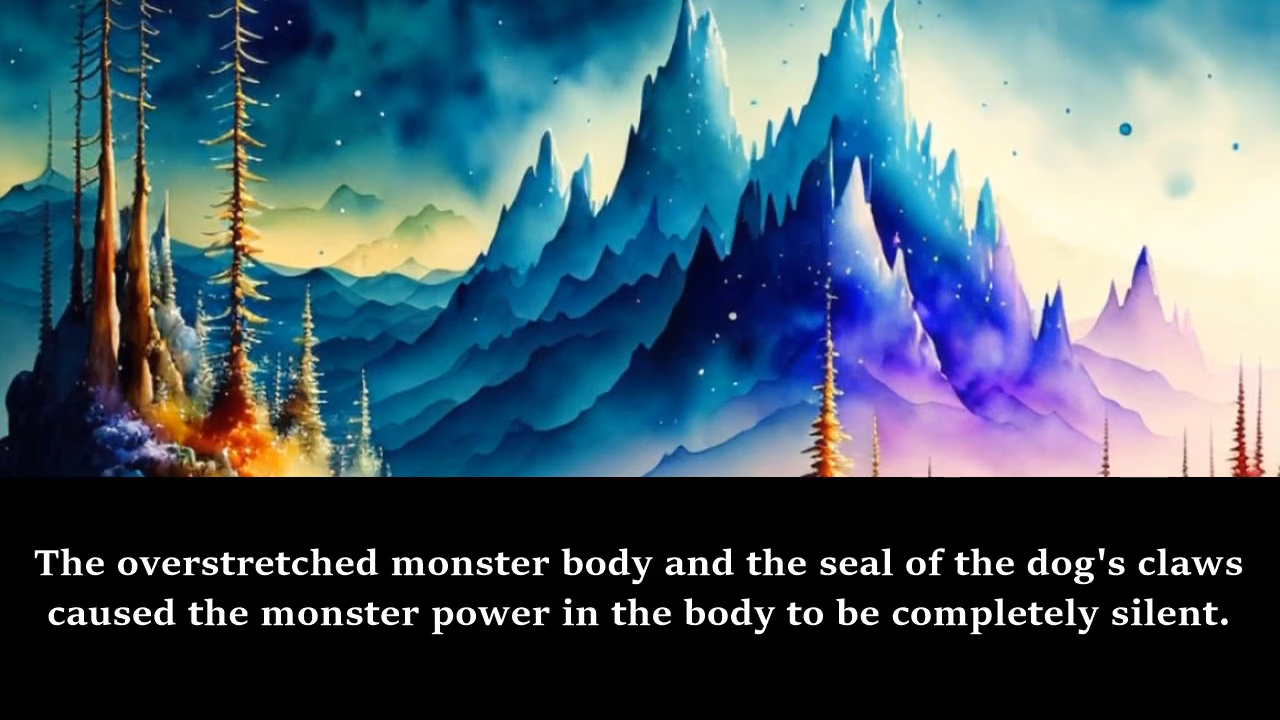 The overstretched monster body and the seal of the dog's claws
caused the monster power in the body to be completely silent.